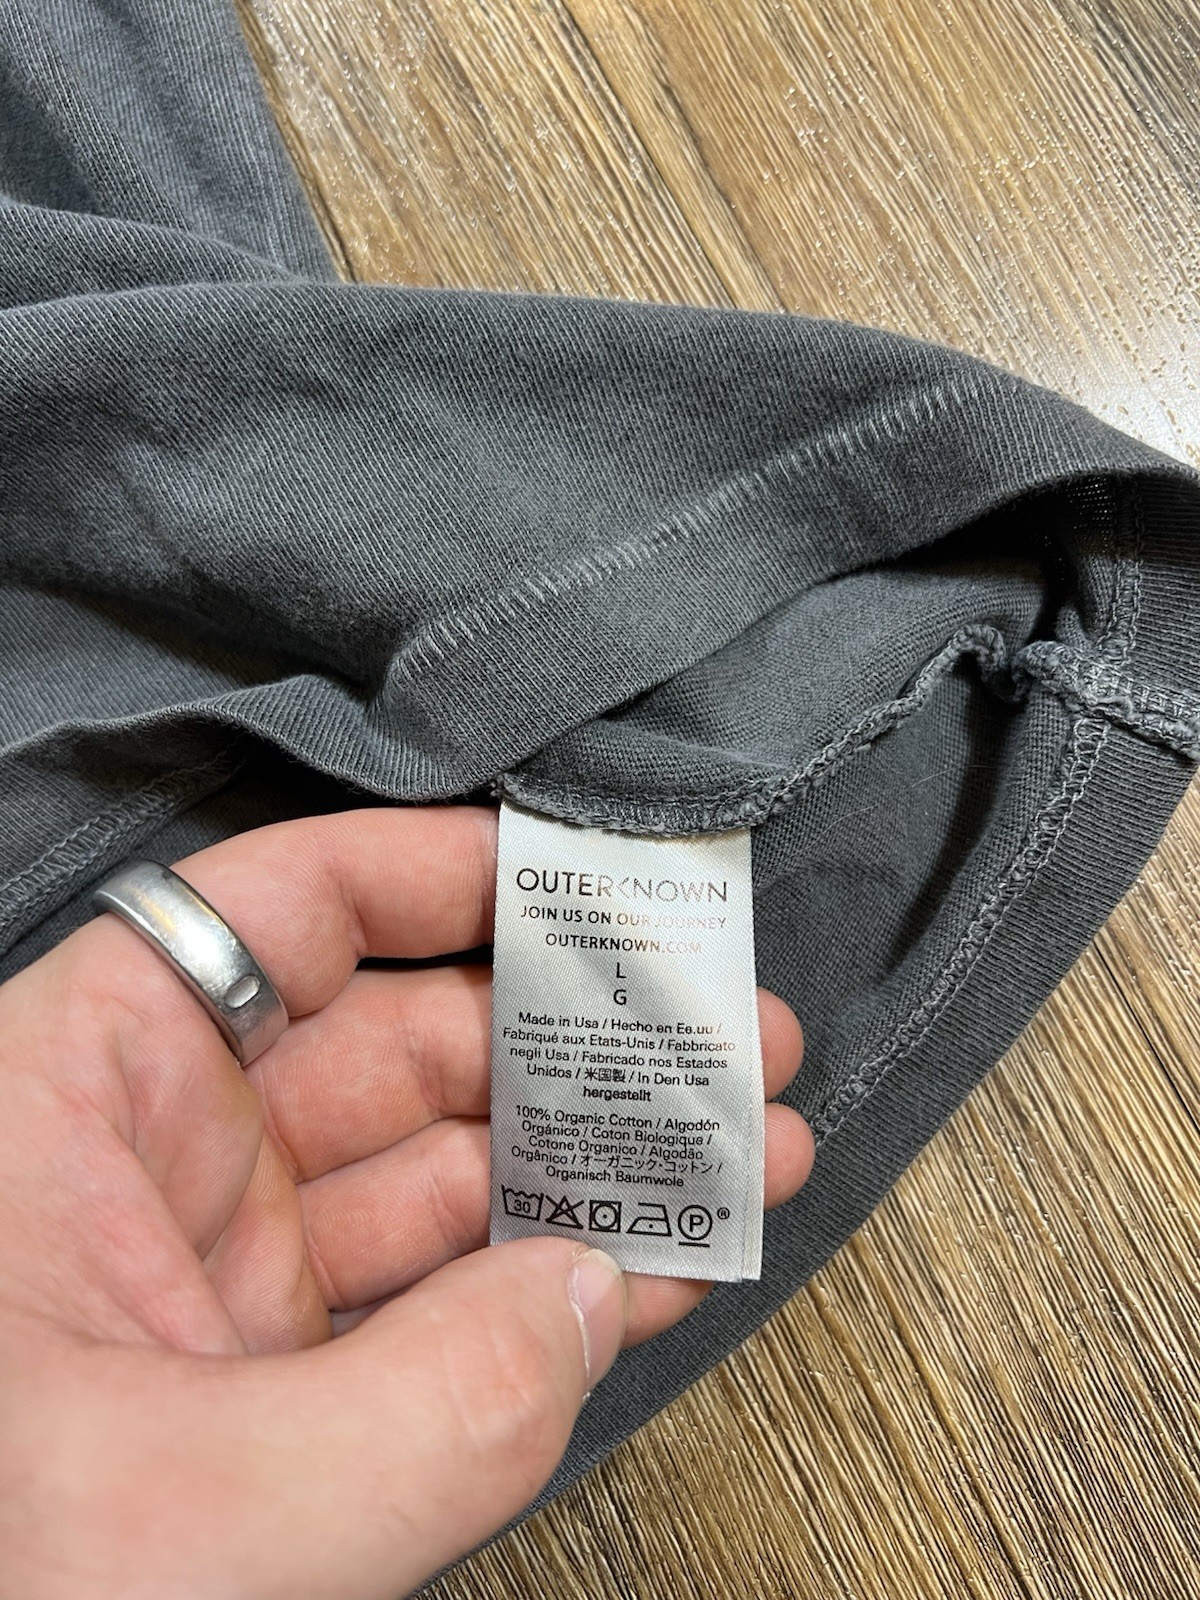 OUTERKNOWN
JOIN US ON OUR JOURNEY
OUTERKNOWN.COM
L
G
Made in Usa / Hecho en Ee.uu /
Fabriqué aux Etats-Unis / Fabbricato
negli Usa / Fabricado nos Estados
Unidos / 米国製 / In Den Usa
hergestellt
100% Organic Cotton / Algodón
Orgánico / Coton Biologique /
Cotone Organico / Algodão
Orgânico / オーガニック・コットン /
Organisch Baumwole
30 P ®